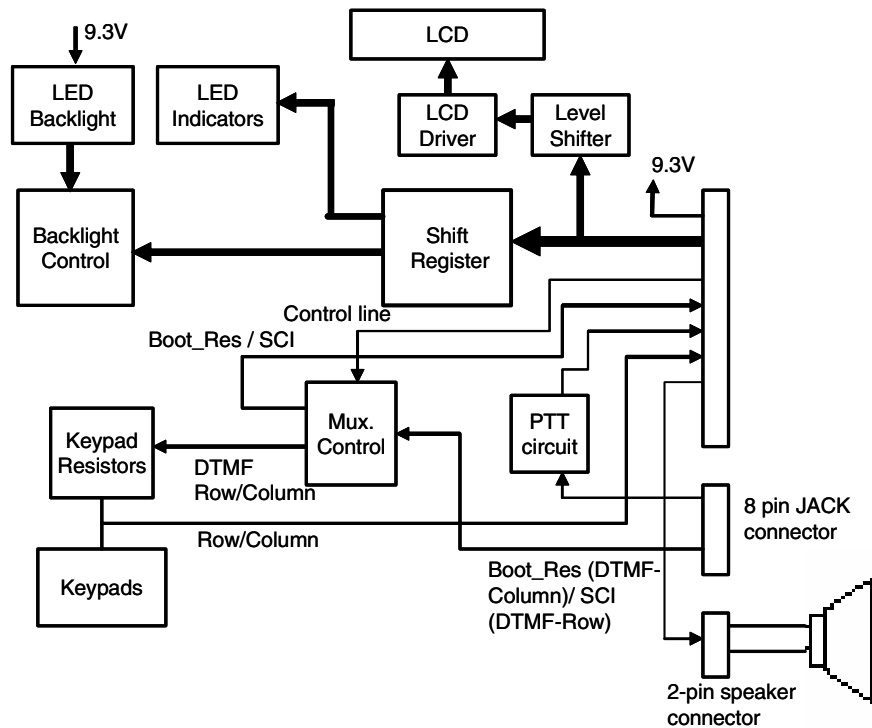 9.3V
LCD
LED
Backlight
LED
Indicators
LCD
Driver
Level
Shifter
9.3V
Backlight
Control
Shift
Register
Control line
Boot_Res / SCI
Mux.
Control
PTT
circuit
Keypad
Resistors
DTMF
Row/Column
8 pin JACK
connector
Row/Column
Keypads
Boot_Res (DTMF-
Column)/ SCI
(DTMF-Row)
2-pin speaker
connector